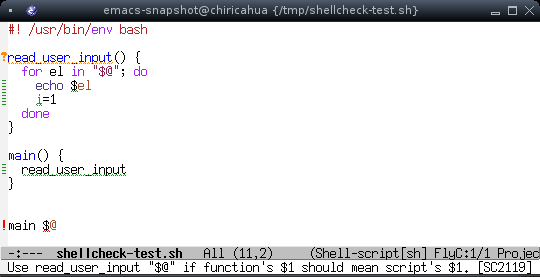 emacs-snapshot@chiricahua {/tmp/shellcheck-test.sh}
#! /usr/bin/env bash
?read_user_input() {
for el in "$@"; do
echo $el
i=1
done
}
main() {
read_user_input
}
!main $@
-:--- shellcheck-test.sh All (11,2) (Shell-script[sh] FlyC:1/1 Projec
Use read_user_input "$@" if function's $1 should mean script's $1. [SC2119]